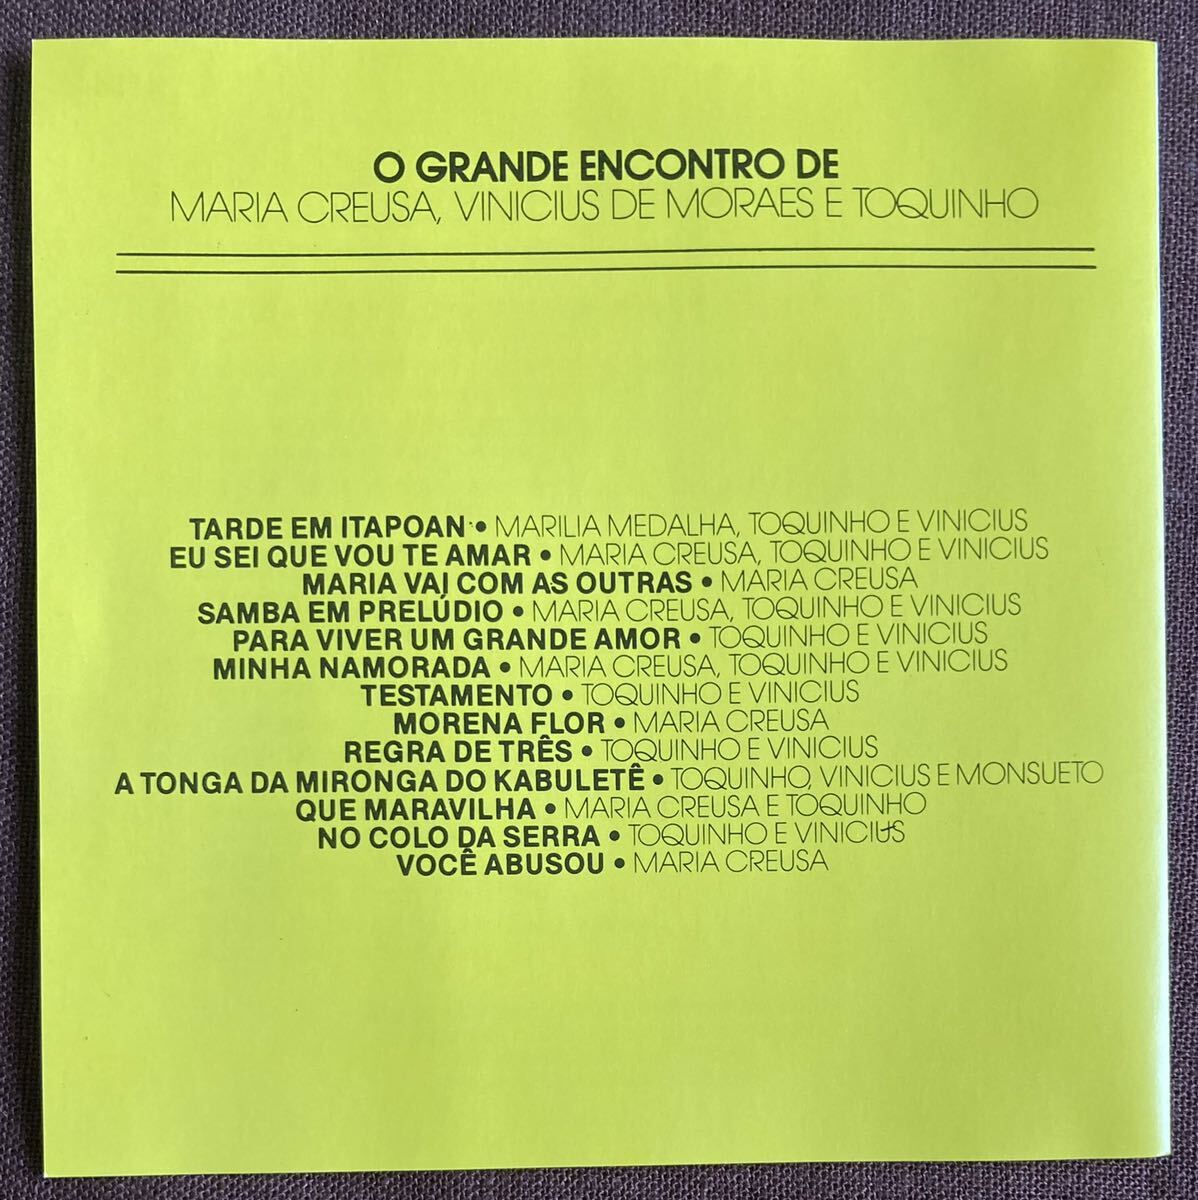 O GRANDE ENCONTRO DE
MARIA CREUSA, VINICIUS DE MORAES E TOQUINHO
TARDE EM ITAPOAN • MARILIA MEDALHA, TOQUINHO E VINICIUS
EU SEI QUE VOU TE AMAR • MARIA CREUSA, TOQUINHO E VINICIUS
MARIA VAI COM AS OUTRAS • MARIA CREUSA
SAMBA EM PRELÚDIO • MARIA CREUSA, TOQUINHO E VINICIUS
PARA VIVER UM GRANDE AMOR • TOQUINHO E VINICIUS
MINHA NAMORADA • MARIA CREUSA, TOQUINHO E VINICIUS
TESTAMENTO • TOQUINHO E VINICIUS
MORENA FLOR • MARIA CREUSA
REGRA DE TRÊS • TOQUINHO E VINICIUS
A TONGA DA MIRONGA DO KABULETÊ • TOQUINHO, VINICIUS E MONSUETO
QUE MARAVILHA • MARIA CREUSA E TOQUINHO
NO COLO DA SERRA • TOQUINHO E VINICIUS
VOCÊ ABUSOU • MARIA CREUSA